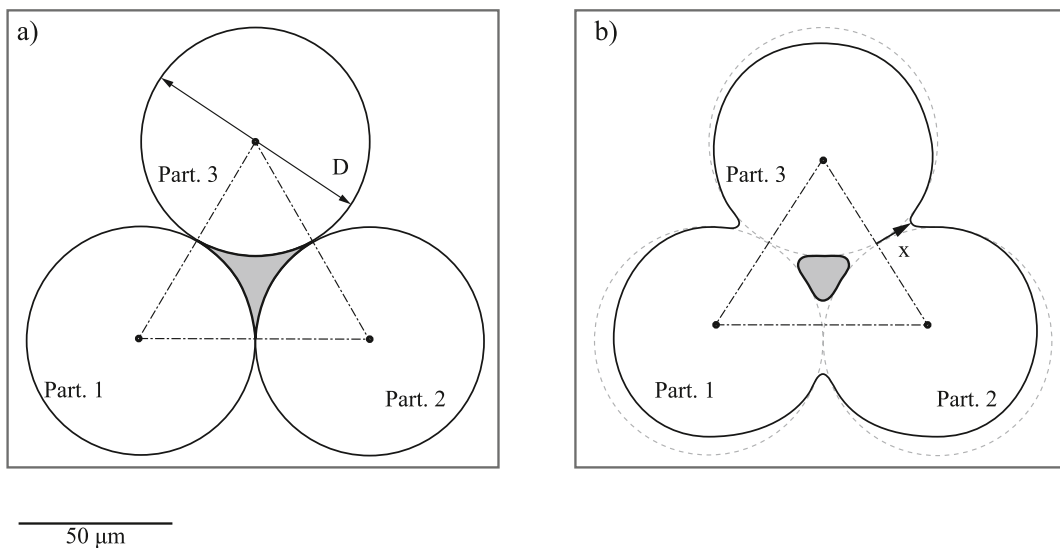 a)
Part. 3
D
Part. 1
Part. 2
b)
Part. 3
x
Part. 1
Part. 2
50 μm